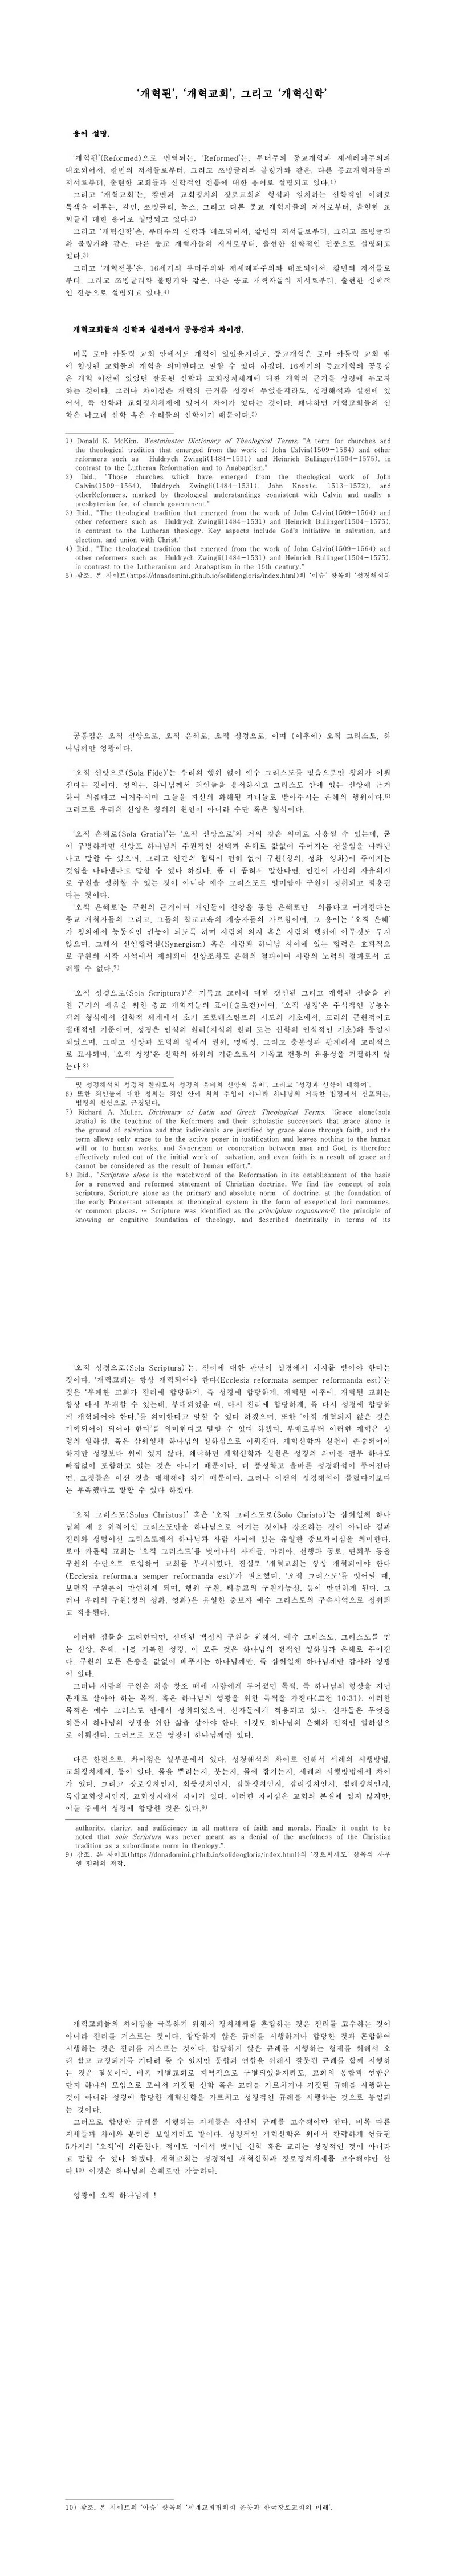 ‘개혁된’, ‘개혁교회’, 그리고 ‘개혁신학’
용어 설명.
‘개혁된’(Reformed)으로 번역되는, ‘Reformed’는, 루터주의 종교개혁과 재세례파주의와
대조되어서, 칼빈의 저서들로부터, 그리고 쯔빙글리와 불링거와 같은, 다른 종교개혁자들의
저서로부터, 출현한 교회들과 신학적인 전통에 대한 용어로 설명되고 있다.1)
그리고 ‘개혁교회’는, 칼빈과 교회정치의 장로교회의 형식과 일치하는 신학적인 이해로
특색을 이루는, 칼빈, 쯔빙글리, 녹스, 그리고 다른 종교 개혁자들의 저서로부터, 출현한 교
회들에 대한 용어로 설명되고 있다.2)
그리고 ‘개혁신학’은, 루터주의 신학과 대조되어서, 칼빈의 저서들로부터, 그리고 쯔빙글리
와 불링거와 같은, 다른 종교 개혁자들의 저서로부터, 출현한 신학적인 전통으로 설명되고
있다.3)
그리고 ‘개혁전통’은, 16세기의 루터주의와 재세례파주의와 대조되어서, 칼빈의 저서들로
부터, 그리고 쯔빙글리와 불링거와 같은, 다른 종교 개혁자들의 저서로부터, 출현한 신학적
인 전통으로 설명되고 있다.4)
개혁교회들의 신학과 실천에서 공통점과 차이점.
비록 로마 카톨릭 교회 안에서도 개혁이 있었을지라도, 종교개혁은 로마 카톨릭 교회 밖
에 형성된 교회들의 개혁을 의미한다고 말할 수 있다 하겠다. 16세기의 종교개혁의 공통점
은 개혁 이전에 있었던 잘못된 신학과 교회정치체제에 대한 개혁의 근거를 성경에 두고자
하는 것이다. 그러나 차이점은 개혁의 근거를 성경에 두었을지라도, 성경해석과 실천에 있
어서, 즉 신학과 교회정치체제에 있어서 차이가 있다는 것이다. 왜냐하면 개혁교회들의 신
학은 나그네 신학 혹은 우리들의 신학이기 때문이다.5)
1) Donald K. McKim, Westminster Dictionary of Theological Terms, "A term for churches and
the theological tradition that emerged from the work of John Calvin(1509-1564) and other
reformers such as Huldrych Zwingli(1484-1531) and Heinrich Bullinger(1504-1575), in
contrast to the Lutheran Reformation and to Anabaptism."
2) Ibid., "Those churches which have emerged from the theological work of John
Calvin(1509-1564), Huldrych Zwingli(1484-1531), John Knox(c. 1513-1572), and
otherReformers, marked by theological understandings consistent with Calvin and usally a
presbyterian for, of church government."
3) Ibid., "The theological tradition that emerged from the work of John Calvin(1509-1564) and
other reformers such as Huldrych Zwingli(1484-1531) and Heinrich Bullinger(1504-1575),
in contrast to the Lutheran theology. Key aspects include God's initiative in salvation, and
election, and union with Christ."
4) Ibid., "The theological tradition that emerged from the work of John Calvin(1509-1564) and
other reformers such as Huldrych Zwingli(1484-1531) and Heinrich Bullinger(1504-1575),
in contrast to the Lutheranism and Anabaptism in the 16th century."
5) 참조. 본 사이트(https://donadomini.github.io/solideogloria/index.html)의 ‘이슈’ 항목의 ‘성경해석과
공통점은 오직 신앙으로, 오직 은혜로, 오직 성경으로, 이며 (이후에) 오직 그리스도, 하
나님께만 영광이다.
‘오직 신앙으로(Sola Fide)’는 우리의 행위 없이 예수 그리스도를 믿음으로만 칭의가 이뤄
진다는 것이다. 칭의는, 하나님께서 죄인들을 용서하시고 그리스도 안에 있는 신앙에 근거
하여 의롭다고 여겨주시며 그들을 자신의 화해된 자녀들로 받아주시는 은혜의 행위이다.6)
그러므로 우리의 신앙은 칭의의 원인이 아니라 수단 혹은 형식이다.
‘오직 은혜로(Sola Gratia)’는 ‘오직 신앙으로’와 거의 같은 의미로 사용될 수 있는데, 굳
이 구별하자면 신앙도 하나님의 주권적인 선택과 은혜로 값없이 주어지는 선물임을 나타낸
다고 말할 수 있으며, 그리고 인간의 협력이 전혀 없이 구원(칭의, 성화, 영화)이 주어지는
것임을 나타낸다고 말할 수 있다 하겠다. 좀 더 좁혀서 말한다면, 인간이 자신의 자유의지
로 구원을 성취할 수 있는 것이 아니라 예수 그리스도로 말미암아 구원이 성취되고 적용된
다는 것이다.
‘오직 은혜로’는 구원의 근거이며 개인들이 신앙을 통한 은혜로만 의롭다고 여겨진다는
종교 개혁자들의 그리고, 그들의 학교교육의 계승자들의 가르침이며, 그 용어는 ‘오직 은혜’
가 칭의에서 능동적인 권능이 되도록 하며 사람의 의지 혹은 사람의 행위에 아무것도 두지
않으며, 그래서 신인협력설(Synergism) 혹은 사람과 하나님 사이에 있는 협력은 효과적으
로 구원의 시작 사역에서 제외되며 신앙조차도 은혜의 결과이며 사람의 노력의 결과로서 고
려될 수 없다.7)
‘오직 성경으로(Sola Scriptura)’은 기독교 교리에 대한 갱신된 그리고 개혁된 진술을 위
한 근거의 세움을 위한 종교 개혁자들의 표어(슬로건)이며, ‘오직 성경’은 주석적인 공통논
제의 형식에서 신학적 체계에서 초기 프로테스탄트의 시도의 기초에서, 교리의 근원적이고
절대적인 기준이며, 성경은 인식의 원리(지식의 원리 또는 신학의 인식적인 기초)와 동일시
되었으며, 그리고 신앙과 도덕의 일에서 권위, 명백성, 그리고 충분성과 관계해서 교리적으
로 묘사되며, ‘오직 성경’은 신학의 하위의 기준으로서 기독교 전통의 유용성을 거절하지 않
는다.8)
및 성경해석의 성경적 원리로서 성경의 유비와 신앙의 유비’, 그리고 ‘성경과 신학에 대하여’.
6) 또한 죄인들에 대한 칭의는 죄인 안에 의의 주입이 아니라 하나님의 거룩한 법정에서 선포되는,
법정의 선언으로 규정된다.
7) Richard A. Muller, Dictionary of Latin and Greek Theological Terms, "Grace alone(sola
gratia) is the teaching of the Reformers and their scholastic successors that grace alone is
the ground of salvation and that individuals are justified by grace alone through faith, and the
term allows only grace to be the active poser in justification and leaves nothing to the human
will or to human works, and Synergism or cooperation between man and God, is therefore
effectively ruled out of the initial work of salvation, and even faith is a result of grace and
cannot be considered as the result of human effort.".
8) Ibid., "Scripture alone is the watchword of the Reformation in its establishment of the basis
for a renewed and reformed statement of Christian doctrine. We find the concept of sola
scriptura, Scripture alone as the primary and absolute norm of doctrine, at the foundation of
the early Protestant attempts at theological system in the form of exegetical loci communes,
or common places. ··· Scripture was identified as the principium cognoscendi, the principle of
knowing or cognitive foundation of theology, and described doctrinally in terms of its
‘오직 성경으로(Sola Scriptura)’는, 진리에 대한 판단이 성경에서 지지를 받아야 한다는
것이다. ‘개혁교회는 항상 개혁되어야 한다(Ecclesia reformata semper reformanda est)’는
것은 ‘부패한 교회가 진리에 합당하게, 즉 성경에 합당하게, 개혁된 이후에, 개혁된 교회는
항상 다시 부패할 수 있는데, 부패되었을 때, 다시 진리에 합당하게, 즉 다시 성경에 합당하
게 개혁되어야 한다.’를 의미한다고 말할 수 있다 하겠으며, 또한 ‘아직 개혁되지 않은 것은
개혁되어야 되어야 한다’를 의미한다고 말할 수 있다 하겠다. 부패로부터 이러한 개혁은 성
령의 일하심, 혹은 삼위일체 하나님의 일하심으로 이뤄진다. 개혁신학과 실천이 존중되어야
하지만 성경보다 위에 있지 않다. 왜냐하면 개혁신학과 실천은 성경의 의미를 전부 하나도
빠짐없이 포함하고 있는 것은 아니기 때문이다. 더 풍성하고 올바른 성경해석이 주어진다
면, 그것들은 이전 것을 대체해야 하기 때문이다. 그러나 이전의 성경해석이 틀렸다기보다
는 부족했다고 말할 수 있다 하겠다.
‘오직 그리스도(Solus Christus)’ 혹은 ‘오직 그리스도로(Solo Christo)’는 삼위일체 하나
님의 제 2 위격이신 그리스도만을 하나님으로 여기는 것이나 강조하는 것이 아니라 길과
진리와 생명이신 그리스도께서 하나님과 사람 사이에 있는 유일한 중보자이심을 의미한다.
로마 카톨릭 교회는 ‘오직 그리스도’를 벗어나서 사제들, 마리아, 선행과 공로, 면죄부 등을
구원의 수단으로 도입하여 교회를 부패시켰다. 진실로 ‘개혁교회는 항상 개혁되어야 한다
(Ecclesia reformata semper reformanda est)’가 필요했다. ‘오직 그리스도’를 벗어날 때,
보편적 구원론이 만연하게 되며, 행위 구원, 타종교의 구원가능성, 등이 만연하게 된다. 그
러나 우리의 구원(칭의 성화, 영화)은 유일한 중보자 예수 그리스도의 구속사역으로 성취되
고 적용된다.
이러한 점들을 고려한다면, 선택된 백성의 구원을 위해서, 예수 그리스도, 그리스도를 믿
는 신앙, 은혜, 이를 기록한 성경, 이 모든 것은 하나님의 전적인 일하심과 은혜로 주어진
다. 구원의 모든 은총을 값없이 베푸시는 하나님께만, 즉 삼위일체 하나님께만 감사와 영광
이 있다.
그러나 사람의 구원은 처음 창조 때에 사람에게 두어졌던 목적, 즉 하나님의 형상을 지닌
존재로 살아야 하는 목적, 혹은 하나님의 영광을 위한 목적을 가진다(고전 10:31). 이러한
목적은 예수 그리스도 안에서 성취되었으며, 신자들에게 적용되고 있다. 신자들은 무엇을
하든지 하나님의 영광을 위한 삶을 살아야 한다. 이것도 하나님의 은혜와 전적인 일하심으
로 이뤄진다. 그러므로 모든 영광이 하나님께만 있다.
다른 한편으로, 차이점은 일부분에서 있다. 성경해석의 차이로 인해서 세례의 시행방법,
교회정치체제, 등이 있다. 물을 뿌리는지, 붓는지, 물에 잠기는지, 세례의 시행방법에서 차이
가 있다. 그리고 장로정치인지, 회중정치인지, 감독정치인지, 감리정치인지, 침례정치인지,
독립교회정치인지, 교회정치에서 차이가 있다. 이러한 차이점은 교회의 본질에 있지 않지만,
이들 중에서 성경에 합당한 것은 있다.9)
authority, clarity, and sufficiency in all matters of faith and morals. Finally it ought to be
noted that sola Scriptura was never meant as a denial of the usefulness of the Christian
tradition as a subordinate norm in theology.".
9) 참조. 본 사이트(https://donadomini.github.io/solideogloria/index.html)의 ‘장로회제도’ 항목의 사무
엘 밀러의 저작.
개혁교회들의 차이점을 극복하기 위해서 정치체제를 혼합하는 것은 진리를 고수하는 것이
아니라 진리를 거스르는 것이다. 합당하지 않은 규례를 시행하거나 합당한 것과 혼합하여
시행하는 것은 진리를 거스르는 것이다. 합당하지 않은 규례를 시행하는 형제를 위해서 오
래 참고 교정되기를 기다려 줄 수 있지만 통합과 연합을 위해서 잘못된 규례를 함께 시행하
는 것은 잘못이다. 비록 개별교회로 지역적으로 구별되었을지라도, 교회의 통합과 연합은
단지 하나의 모임으로 모여서 거짓된 신학 혹은 교리를 가르치거나 거짓된 규례를 시행하는
것이 아니라 성경에 합당한 개혁신학을 가르치고 성경적인 규례를 시행하는 것으로 통일되
는 것이다.
그러므로 합당한 규례를 시행하는 지체들은 자신의 규례를 고수해야만 한다. 비록 다른
지체들과 차이와 분리를 보일지라도 말이다. 성경적인 개혁신학은 위에서 간략하게 언급된
5가지의 ‘오직’에 의존한다. 적어도 이에서 벗어난 신학 혹은 교리는 성경적인 것이 아니라
고 말할 수 있다 하겠다. 개혁교회는 성경적인 개혁신학과 장로정치체제를 고수해야만 한
다.10) 이것은 하나님의 은혜로만 가능하다.
영광이 오직 하나님께 !
10) 참조. 본 사이트의 ‘이슈’ 항목의 ‘세계교회협의회 운동과 한국장로교회의 미래’.